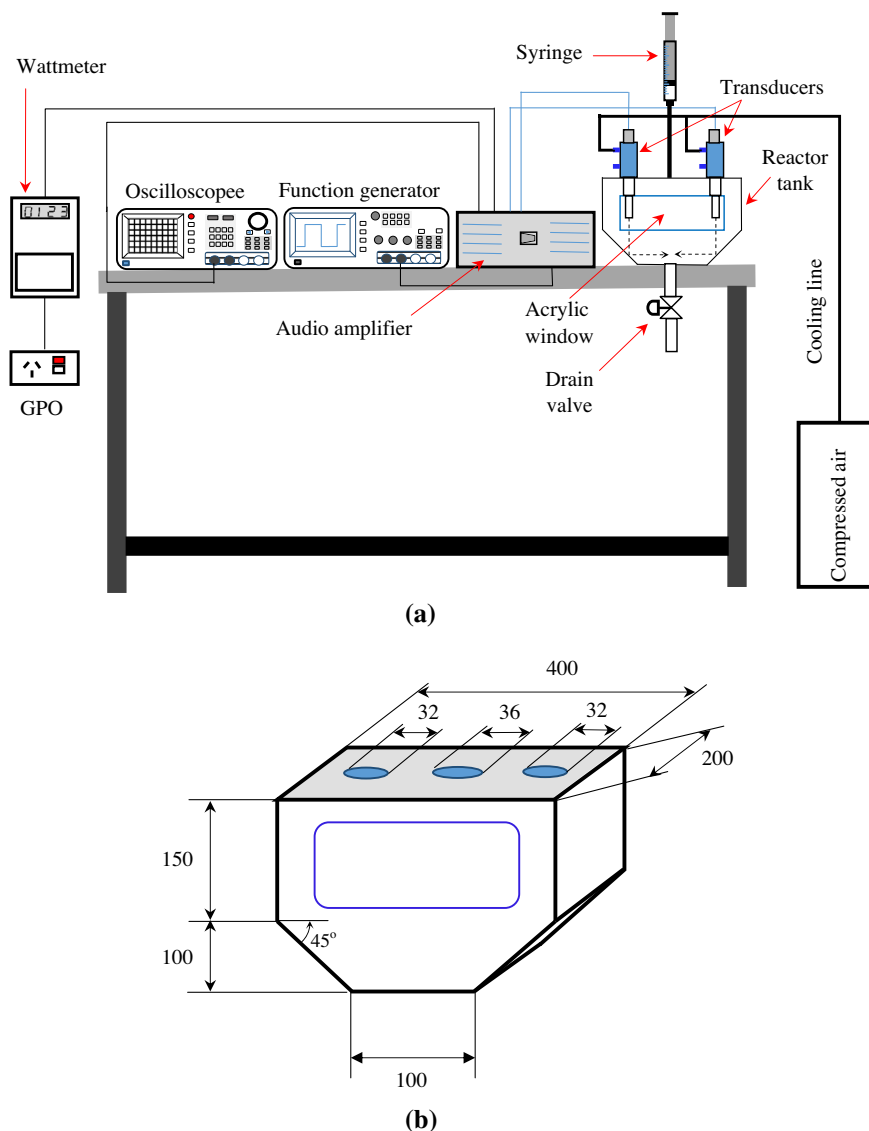 Wattmeter
Syringe
Transducers
Reactor
tank
Oscilloscopee
Function generator
0123
Audio amplifier
Acrylic
window
Drain
valve
Cooling line
GPO
Compressed air
(a)
400
32
36
32
200
150
45°
100
100
(b)